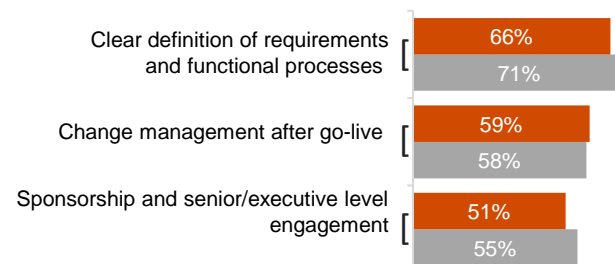 Clear definition of requirements
and functional processes
66%
71%
Change management after go-live
59%
58%
Sponsorship and senior/executive level
engagement
51%
55%